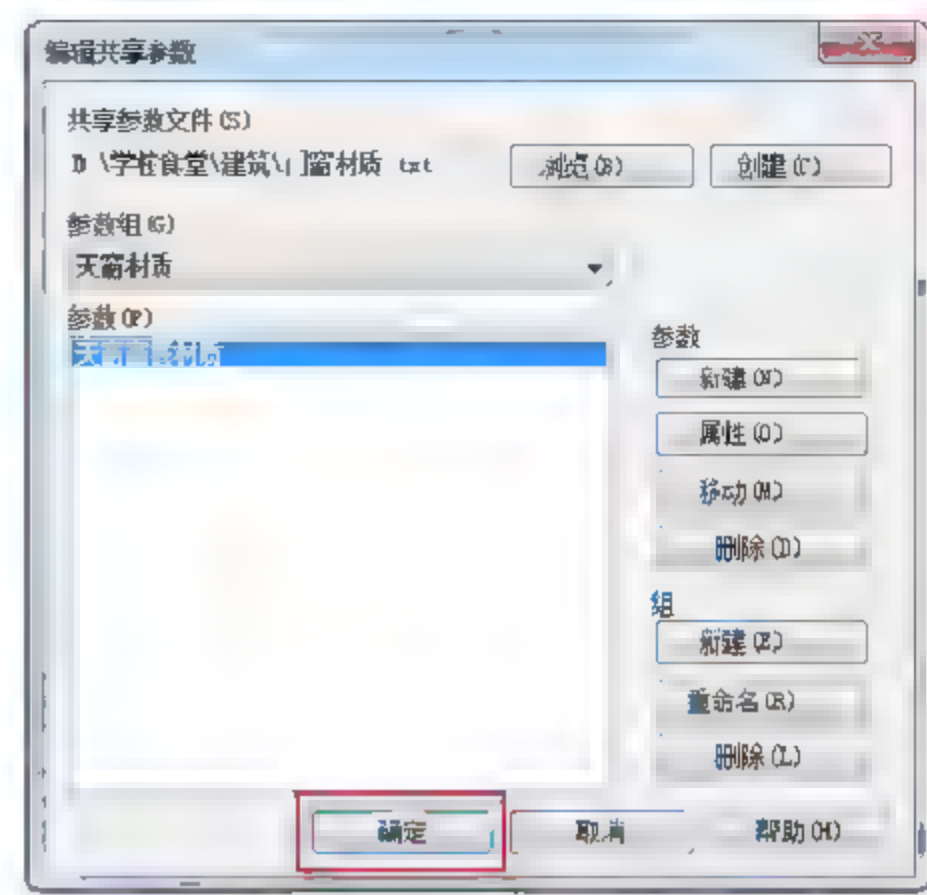 编辑共享参数
共享参数文件(S)
D:\学校食堂\建筑\门窗材质.txt
浏览(B)
创建(C)
参数组(G)
天窗材质
参数(P)
参数
新建(N)
属性(O)
移动(M)
删除(D)
组
新建(E)
重命名(R)
删除(L)
确定
取消
帮助(H)